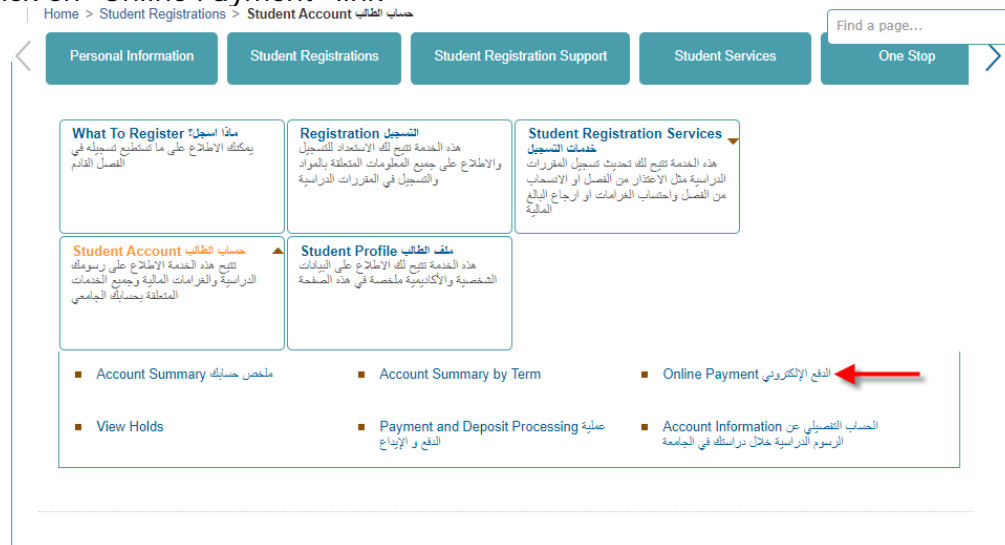 Click on "Online Payment" link
Home > Student Registrations > Student Account حساب الطالب
Find a page...
Personal Information
Student Registrations
Student Registration Support
Student Services
One Stop
What To Register ماذا اسجل؟
يمكنك الاطلاع على ما تستطيع تسجيله في
الفصل القادم
Registration التسجيل
هذه الخدمة تتيح لك الاستعداد للتسجيل
والاطلاع على جميع المعلومات المتعلقة بالمواد
والتسجيل في المقررات الدراسية
Student Registration Services
خدمات التسجيل
هذه الخدمة تتيح لك تحديث تسجيل المقررات
الدراسية مثل الاعتذار من الفصل او الانسحاب
من الفصل واحتساب الغرامات او ارجاع البالغ
المالية
Student Account حساب الطالب
تتيح هذه الخدمة الاطلاع على رسومك
الدراسية والغرامات المالية وجميع الخدمات
المتعلقة بحسابك الجامعي
Student Profile ملف الطالب
هذه الخدمة تتيح لك الاطلاع على البيانات
الشخصية والأكاديمية ملخصة في هذه الصفحة
Account Summary ملخص حسابك
Account Summary by Term
Online Payment الدفع الإلكتروني
View Holds
Payment and Deposit Processing عملية
الدفع و الإيداع
Account Information الحساب التفصيلي عن
الرسوم الدراسية خلال دراستك في الجامعة